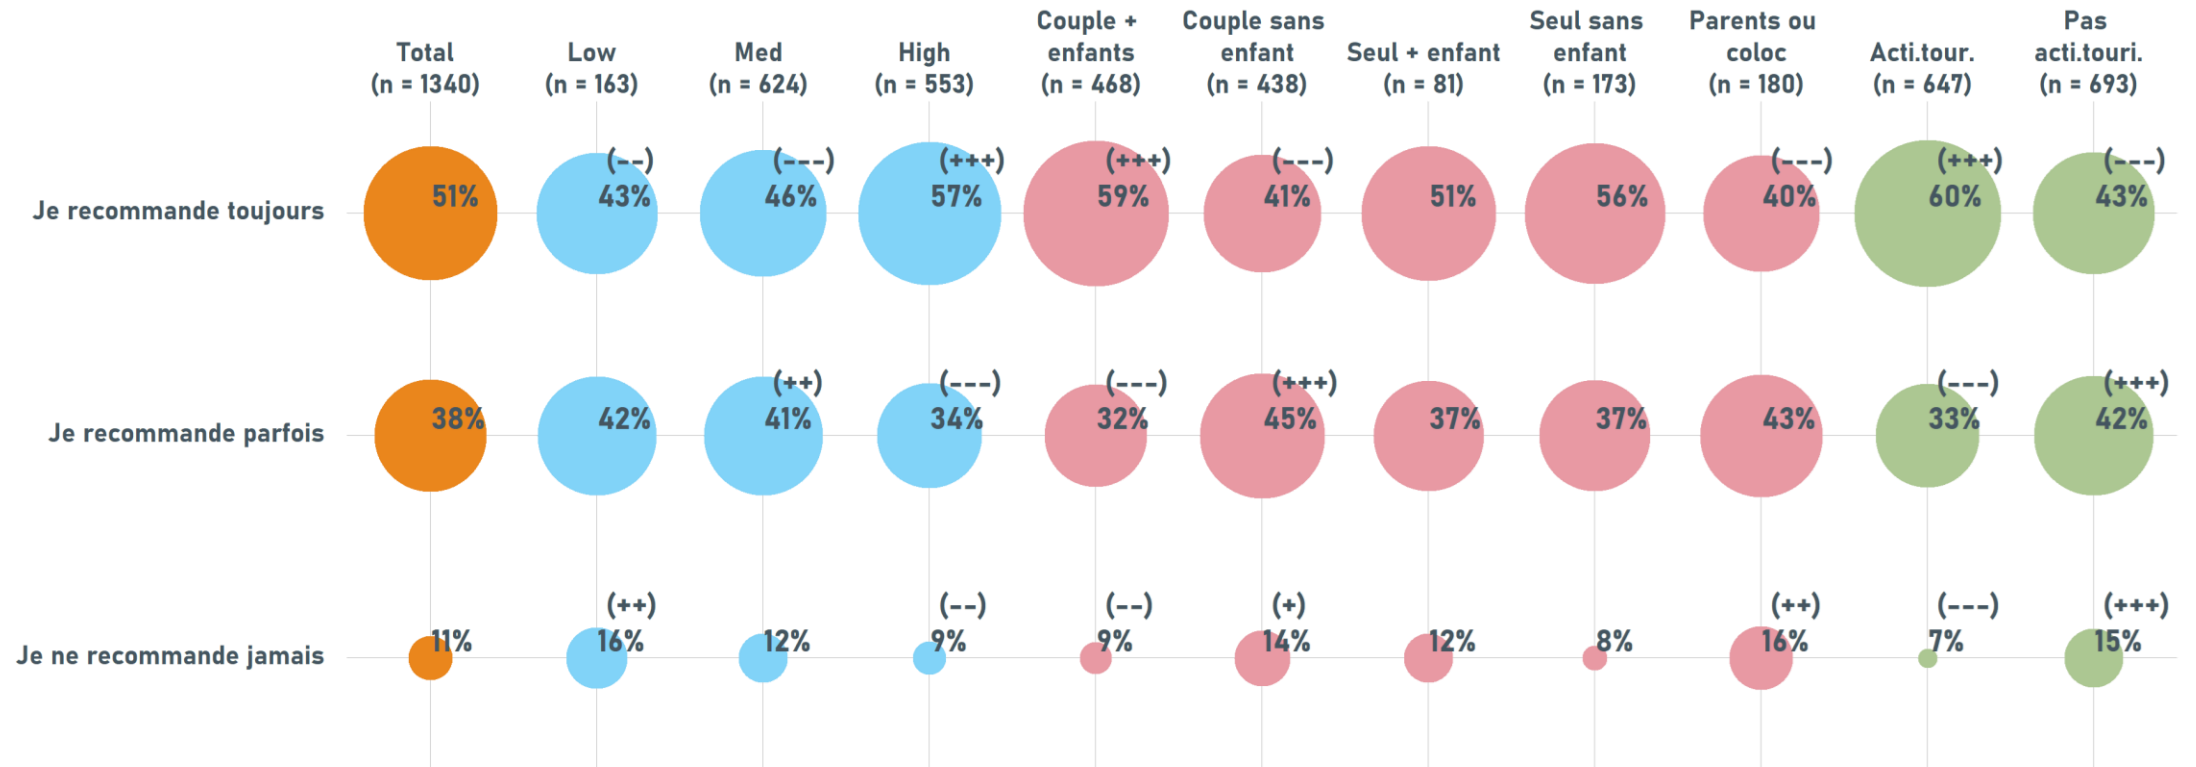 Total
(n = 1340)
Low
(n = 163)
Med
(n = 624)
High
(n = 553)
Couple +
enfants
(n = 468)
Couple sans
enfant
(n = 438)
Seul + enfant
(n = 81)
Seul sans
enfant
(n = 173)
Parents ou
coloc
(n = 180)
Acti.tour.
(n = 647)
Pas
acti.touri.
(n = 693)
(--) (---) (+++) (+++) (---) (---) (+++) (---)
Je recommande toujours 51% 43% 46% 57% 59% 41% 51% 56% 40% 60% 43%
(++) (---) (---) (+++) (---) (+++)
Je recommande parfois 38% 42% 41% 34% 32% 45% 37% 37% 43% 33% 42%
(++) (--) (--) (+) (++) (---) (+++)
Je ne recommande jamais 11% 16% 12% 9% 9% 14% 12% 8% 16% 7% 15%